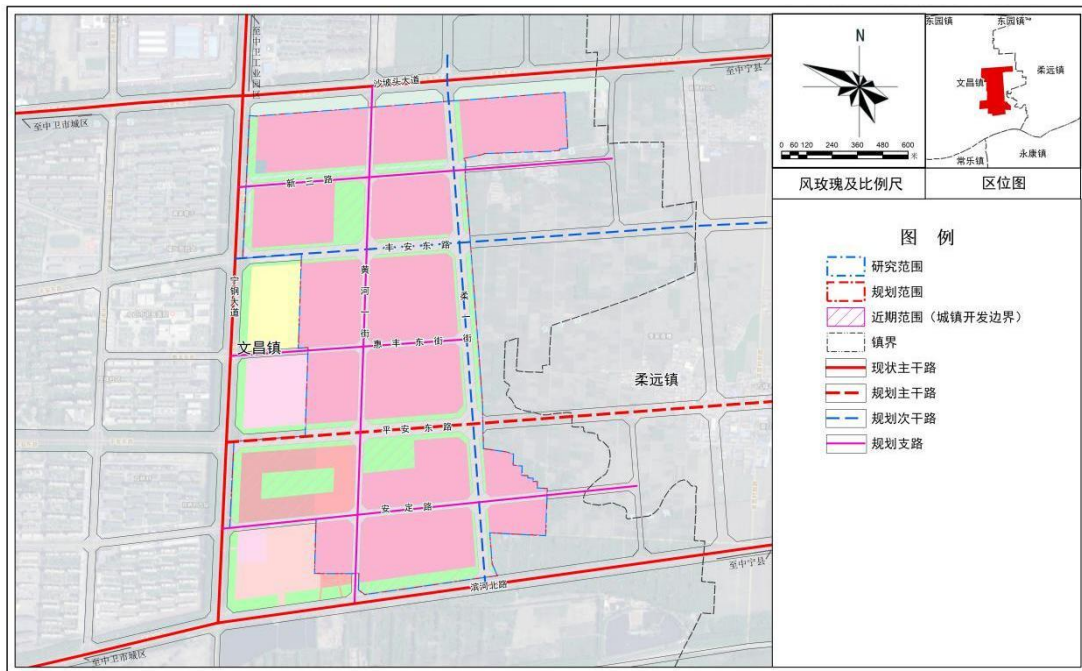 至中卫工业园区
沙坡头大道
至中宁县
至中卫市城区
新二路
丰安东路
黄河一街
柔一街
宁钢大道
文昌镇
惠丰东街
柔远镇
平安东路
安定路
滨河北路
至中宁县
至中卫市城区
N
0 60 120 240 360 480 600
米
风玫瑰及比例尺
东园镇
东园镇
柔远镇
文昌镇
永康镇
常乐镇
区位图
图 例
研究范围
规划范围
近期范围（城镇开发边界）
镇界
现状主干路
规划主干路
规划次干路
规划支路